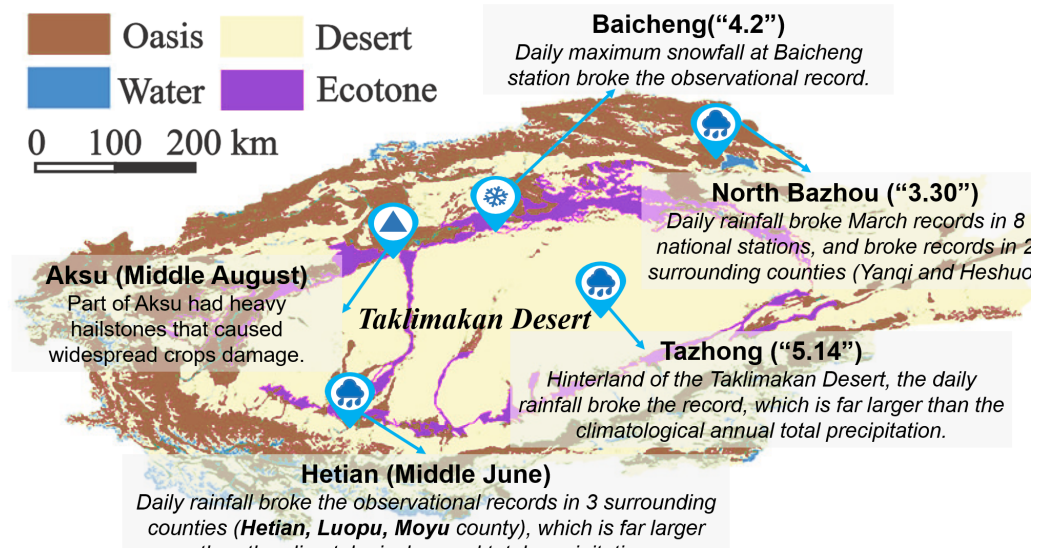 Oasis
Desert
Water
Ecotone
0 100 200 km
Baicheng(“4.2”)
Daily maximum snowfall at Baicheng
station broke the observational record.
North Bazhou (“3.30”)
Daily rainfall broke March records in 8
national stations, and broke records in 2
surrounding counties (Yanqi and Heshuo
Aksu (Middle August)
Part of Aksu had heavy
hailstones that caused
widespread crops damage.
Taklimakan Desert
Tazhong (“5.14”)
Hinterland of the Taklimakan Desert, the daily
rainfall broke the record, which is far larger than the
climatological annual total precipitation.
Hetian (Middle June)
Daily rainfall broke the observational records in 3 surrounding
counties (Hetian, Luopu, Moyu county), which is far larger